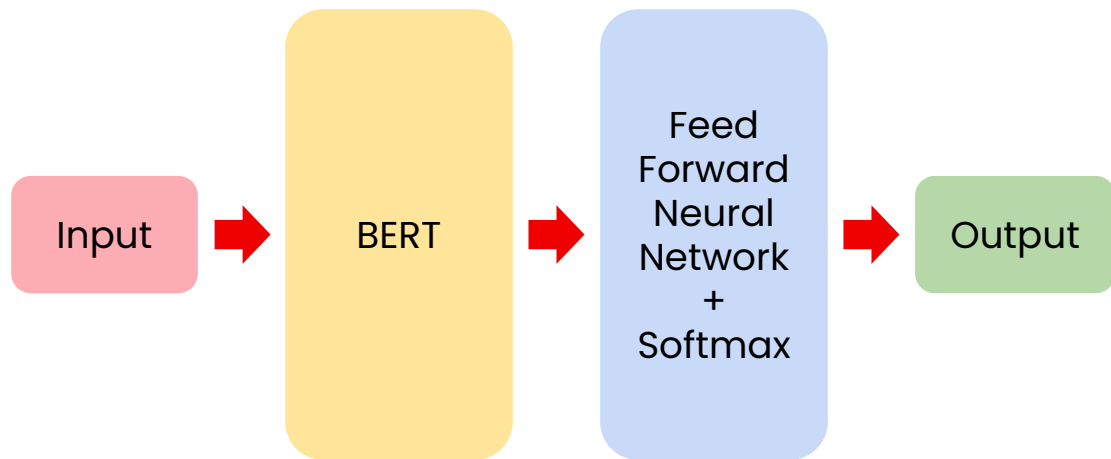 Input
BERT
Feed
Forward
Neural
Network
+
Softmax
Output